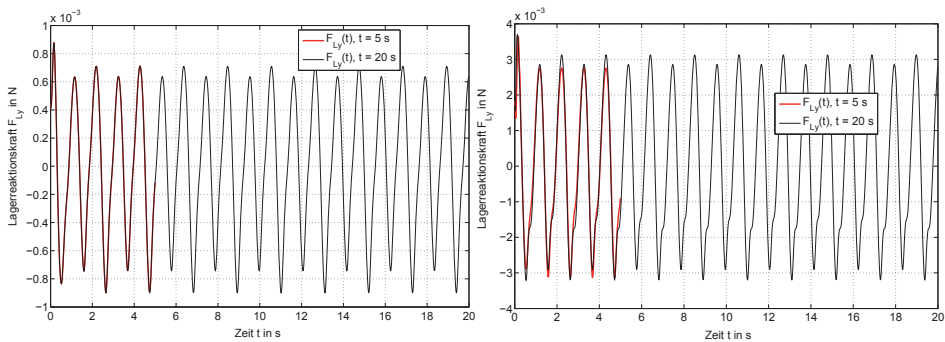 x 10⁻³
1
0.8
0.6
0.4
0.2
0
−0.2
−0.4
−0.6
−0.8
−1
Lagerreaktionskraft F_Ly in N
0 2 4 6 8 10 12 14 16 18 20
Zeit t in s
F_Ly(t), t = 5 s
F_Ly(t), t = 20 s
x 10⁻³
4
3
2
1
0
−1
−2
−3
−4
Lagerreaktionskraft F_Ly in N
0 2 4 6 8 10 12 14 16 18 20
Zeit t in s
F_Ly(t), t = 5 s
F_Ly(t), t = 20 s